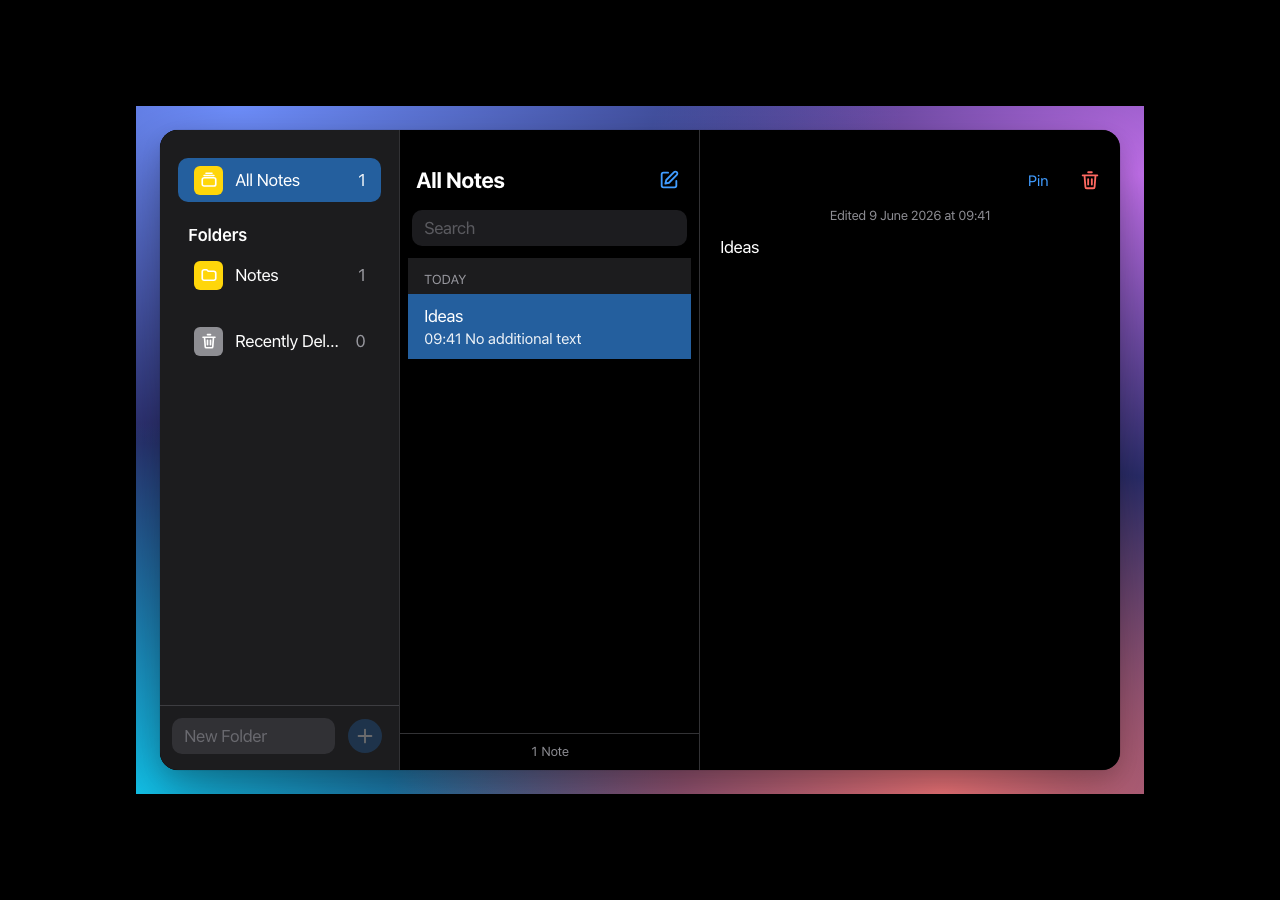 All Notes 1
Folders
Notes 1
Recently Del... 0
New Folder
All Notes
Search
TODAY
Ideas
09:41 No additional text
1 Note
Pin
Edited 9 June 2026 at 09:41
Ideas